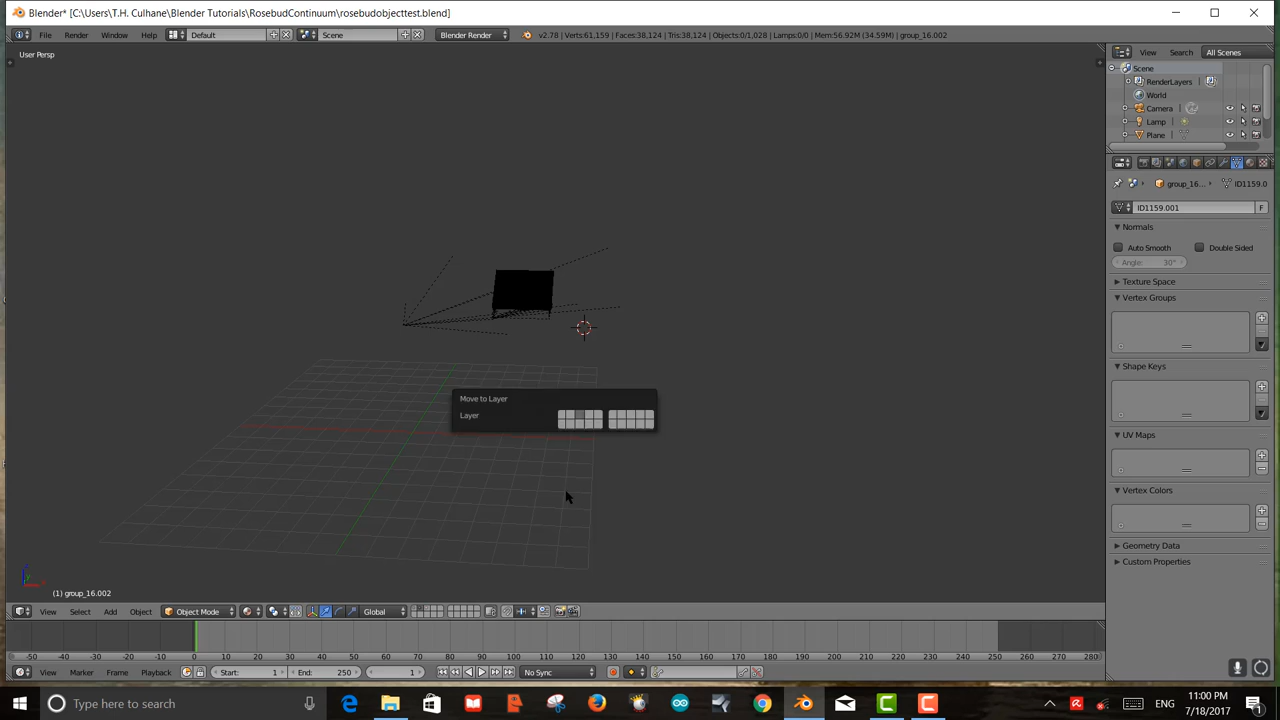 Blender* [C:\Users\T.H. Culhane\Blender Tutorials\RosebudContinuum\rosebudobjecttest.blend]
File Render Window Help Default Scene Blender Render v2.78 | Verts:61,159 | Faces:38,124 | Tris:38,124 | Objects:0/1,028 | Lamps:0/0 | Mem:56.92M (34.59M) | group_16.002
User Persp
View Search All Scenes
Scene
RenderLayers
World
Camera
Lamp
Plane
group_16... ID1159.0
ID1159.001 F
Normals
Auto Smooth Double Sided
Angle: 30°
Texture Space
Vertex Groups
Shape Keys
UV Maps
Vertex Colors
Geometry Data
Custom Properties
Move to Layer
Layer
(1) group_16.002
View Select Add Object Object Mode Global
-50 -40 -30 -20 -10 0 10 20 30 40 50 60 70 80 90 100 110 120 130 140 150 160 170 180 190 200 210 220 230 240 250 260 270 280
View Marker Frame Playback Start: 1 End: 250 1 No Sync
Type here to search ENG 11:00 PM
7/18/2017